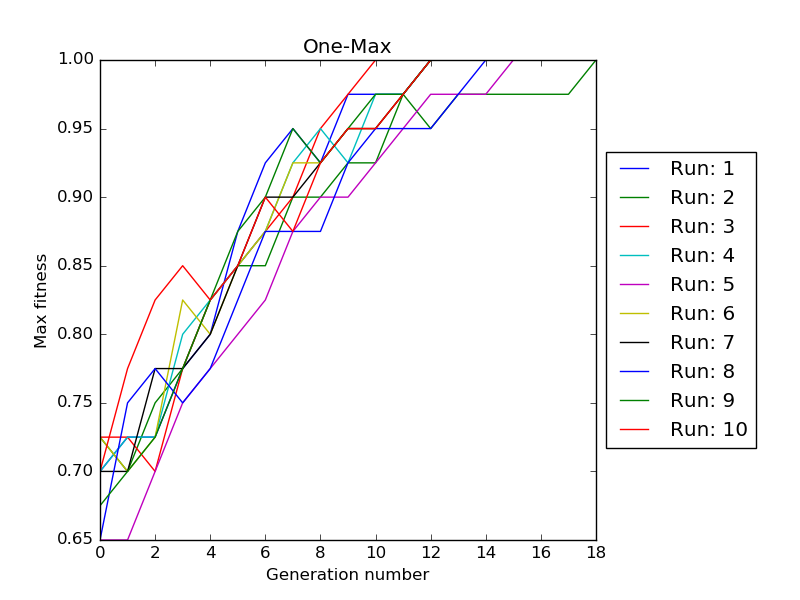 One-Max
1.00
0.95
0.90
0.85
0.80
0.75
0.70
0.65
Max fitness
0 2 4 6 8 10 12 14 16 18
Generation number
Run: 1
Run: 2
Run: 3
Run: 4
Run: 5
Run: 6
Run: 7
Run: 8
Run: 9
Run: 10